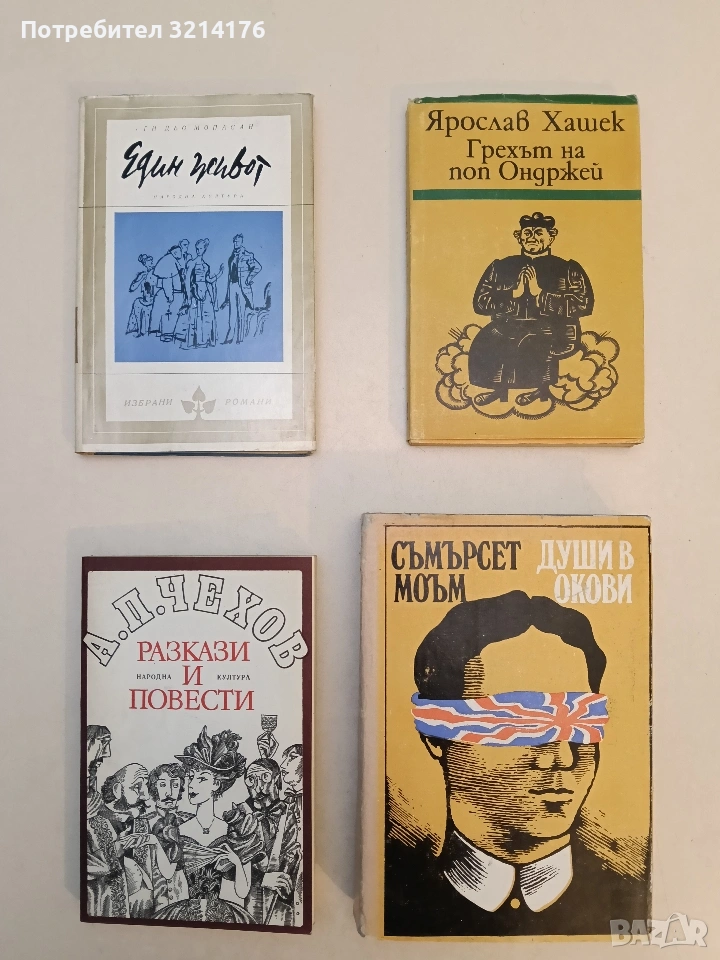 Потребител 3214176
ГИ ДЬО МОПАСАН
Един живот
НАРОДНА КУЛТУРА
ИЗБРАНИ РОМАНИ
Ярослав Хашек
Грехът на
поп Ондржей
А.П.ЧЕХОВ
РАЗКАЗИ
НАРОДНА И КУЛТУРА
ПОВЕСТИ
СЪМЪРСЕТ
МОЪМ
ДУШИ В
ОКОВИ
BAZAR